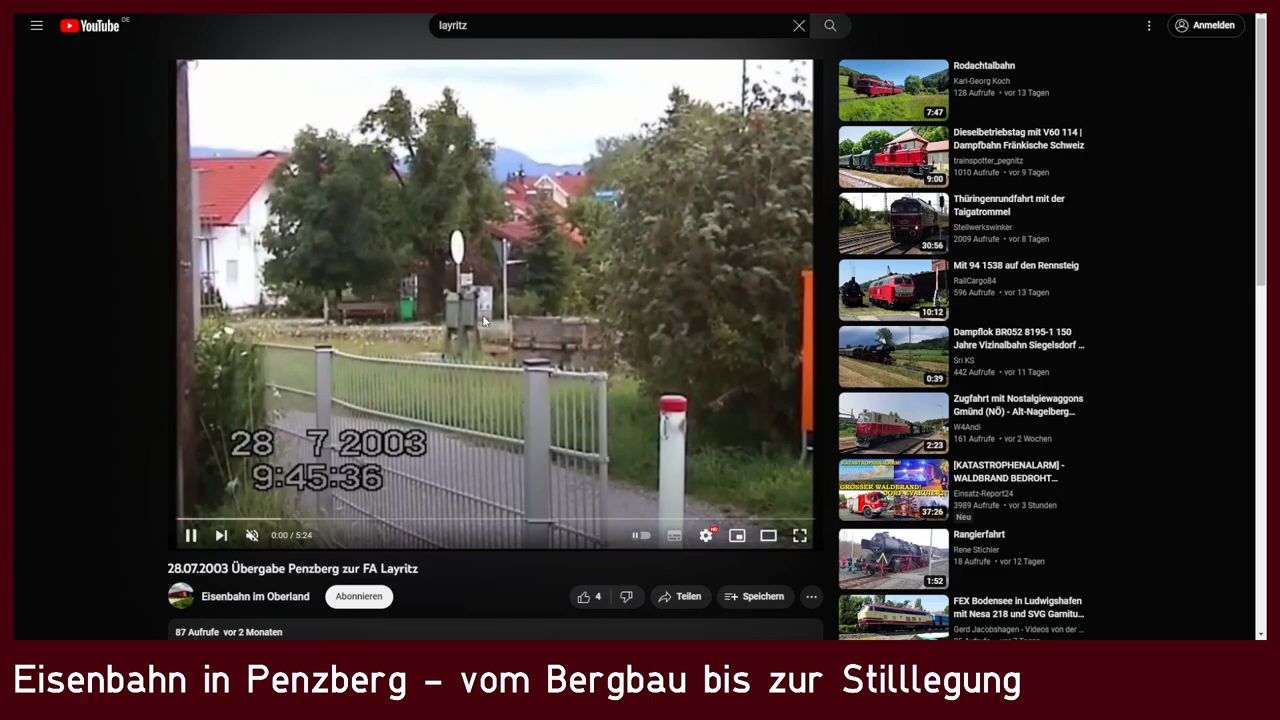 YouTube DE
layritz
Anmelden
28 7.2003
9:45:36
0:00 / 5:24
HD
28.07.2003 Übergabe Penzberg zur FA Layritz
Eisenbahn im Oberland
Abonnieren
4
Teilen
Speichern
87 Aufrufe vor 2 Monaten
7:47
Rodachtalbahn
Karl-Georg Koch
128 Aufrufe • vor 13 Tagen
9:00
Dieselbetriebstag mit V60 114 |
Dampfbahn Fränkische Schweiz
trainspotter_pegnitz
1010 Aufrufe • vor 9 Tagen
30:56
Thüringenrundfahrt mit der
Taigatrommel
Stellwerkswinker
2009 Aufrufe • vor 8 Tagen
10:12
Mit 94 1538 auf den Rennsteig
RailCargo84
596 Aufrufe • vor 13 Tagen
0:39
Dampflok BR052 8195-1 150
Jahre Vizinalbahn Siegelsdorf ...
Sri KS
442 Aufrufe • vor 11 Tagen
2:23
Zugfahrt mit Nostalgiewaggons
Gmünd (NÖ) - Alt-Nagelberg...
W4Andi
161 Aufrufe • vor 2 Wochen
KATASTROPHENALARM!
GROSSER WALDBRAND!
DORF EVAKUIERT
37:26
[KATASTROPHENALARM] -
WALDBRAND BEDROHT...
Einsatz-Report24
3989 Aufrufe • vor 3 Stunden
Neu
1:52
Rangierfahrt
Rene Stichler
18 Aufrufe • vor 12 Tagen
FEX Bodensee in Ludwigshafen
mit Nesa 218 und SVG Garnitu...
Gerd Jacobshagen - Videos von der ...
Eisenbahn in Penzberg – vom Bergbau bis zur Stilllegung